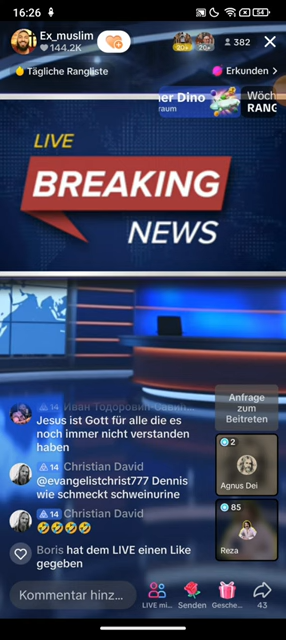 16:26
54
Ex_muslim
144.2K
20+
20+
382
Tägliche Rangliste
Erkunden
er Dino
raum
Wöch
RANG
LIVE
BREAKING
NEWS
14
Jesus ist Gott für alle die es
noch immer nicht verstanden
haben
14 Christian David
@evangelistchrist777 Dennis
wie schmeckt schweinurine
14 Christian David
🤣🤣🤣🤣
Boris hat dem LIVE einen Like
gegeben
Anfrage
zum
Beitreten
2
Agnus Dei
85
Reza
Kommentar hinz...
LIVE mi...
Senden
Gesche...
43